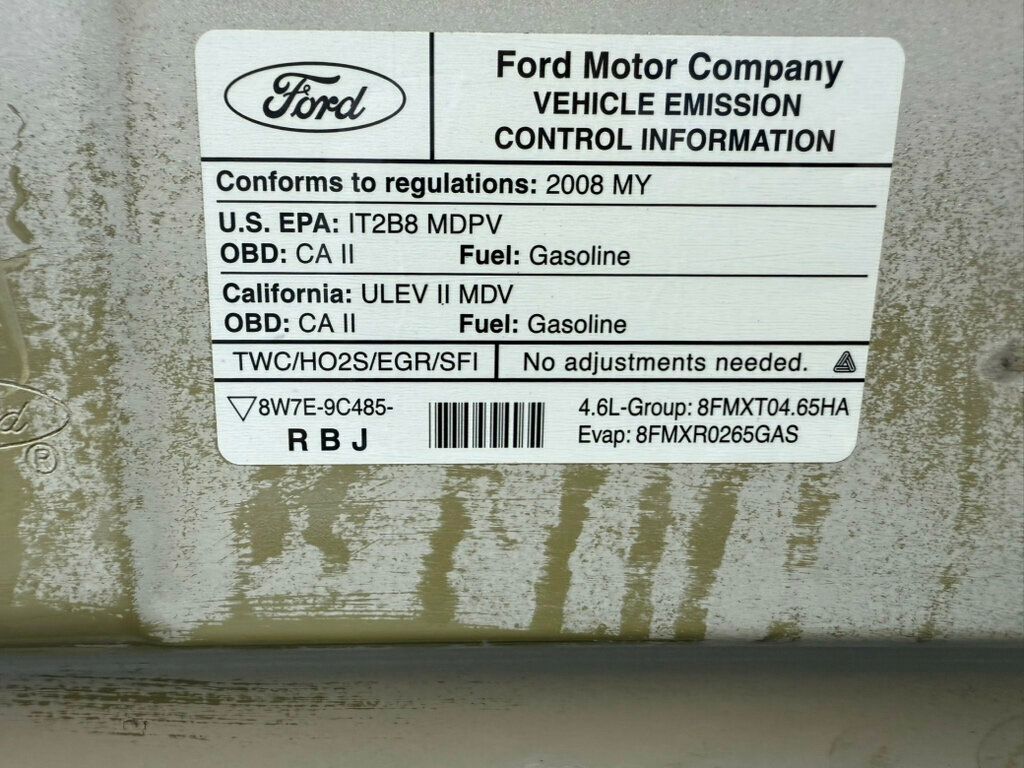 Ford
Ford Motor Company
VEHICLE EMISSION
CONTROL INFORMATION
Conforms to regulations: 2008 MY
U.S. EPA: IT2B8 MDPV
OBD: CA II Fuel: Gasoline
California: ULEV II MDV
OBD: CA II Fuel: Gasoline
TWC/HO2S/EGR/SFI No adjustments needed.
8W7E-9C485-
R B J
4.6L-Group: 8FMXT04.65HA
Evap: 8FMXR0265GAS
®